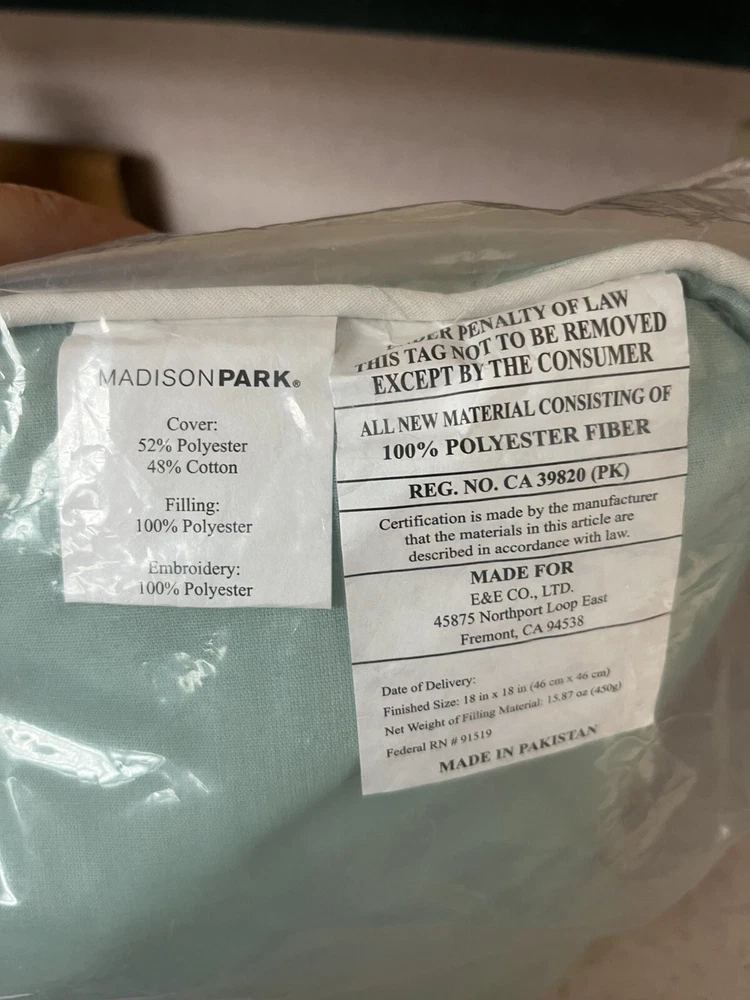 MADISONPARK®
Cover:
52% Polyester
48% Cotton
Filling:
100% Polyester
Embroidery:
100% Polyester
PENALTY OF LAW
THIS TAG NOT TO BE REMOVED
EXCEPT BY THE CONSUMER
ALL NEW MATERIAL CONSISTING OF
100% POLYESTER FIBER
REG. NO. CA 39820 (PK)
Certification is made by the manufacturer
that the materials in this article are
described in accordance with law.
MADE FOR
E&E CO., LTD.
45875 Northport Loop East
Fremont, CA 94538
Date of Delivery:
Finished Size: 18 in x 18 in (46 cm x 46 cm)
Net Weight of Filling Material: 15.87 oz (450g)
Federal RN # 91519
MADE IN PAKISTAN